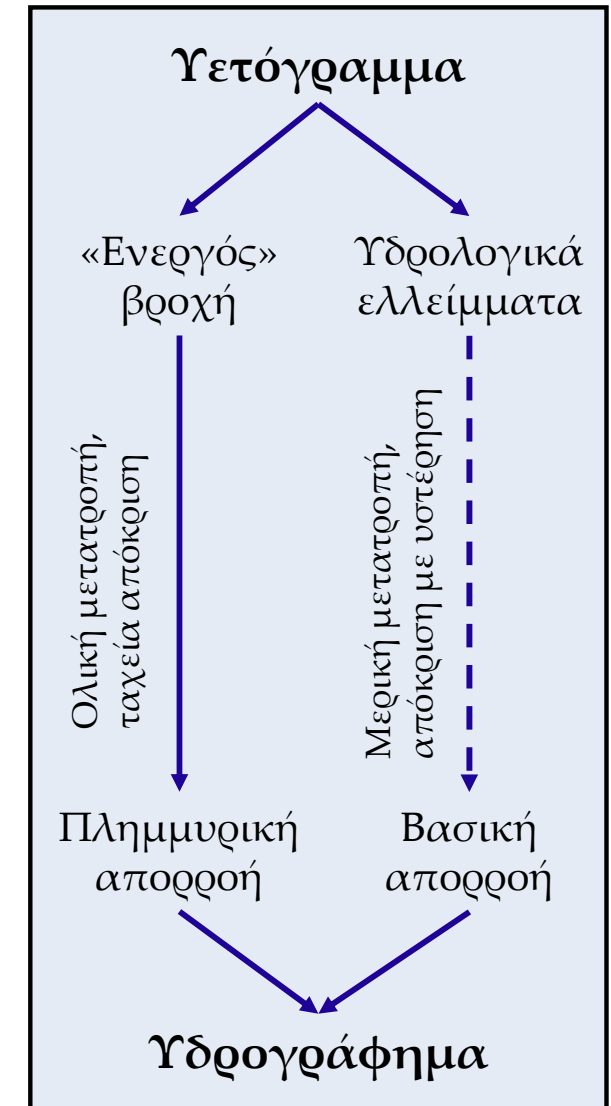 Υετόγραμμα
«Ενεργός»
βροχή
Υδρολογικά
ελλείμματα
Ολική μετατροπή,
ταχεία απόκριση
Μερική μετατροπή,
απόκριση με υστέρηση
Πλημμυρική
απορροή
Βασική
απορροή
Υδρογράφημα